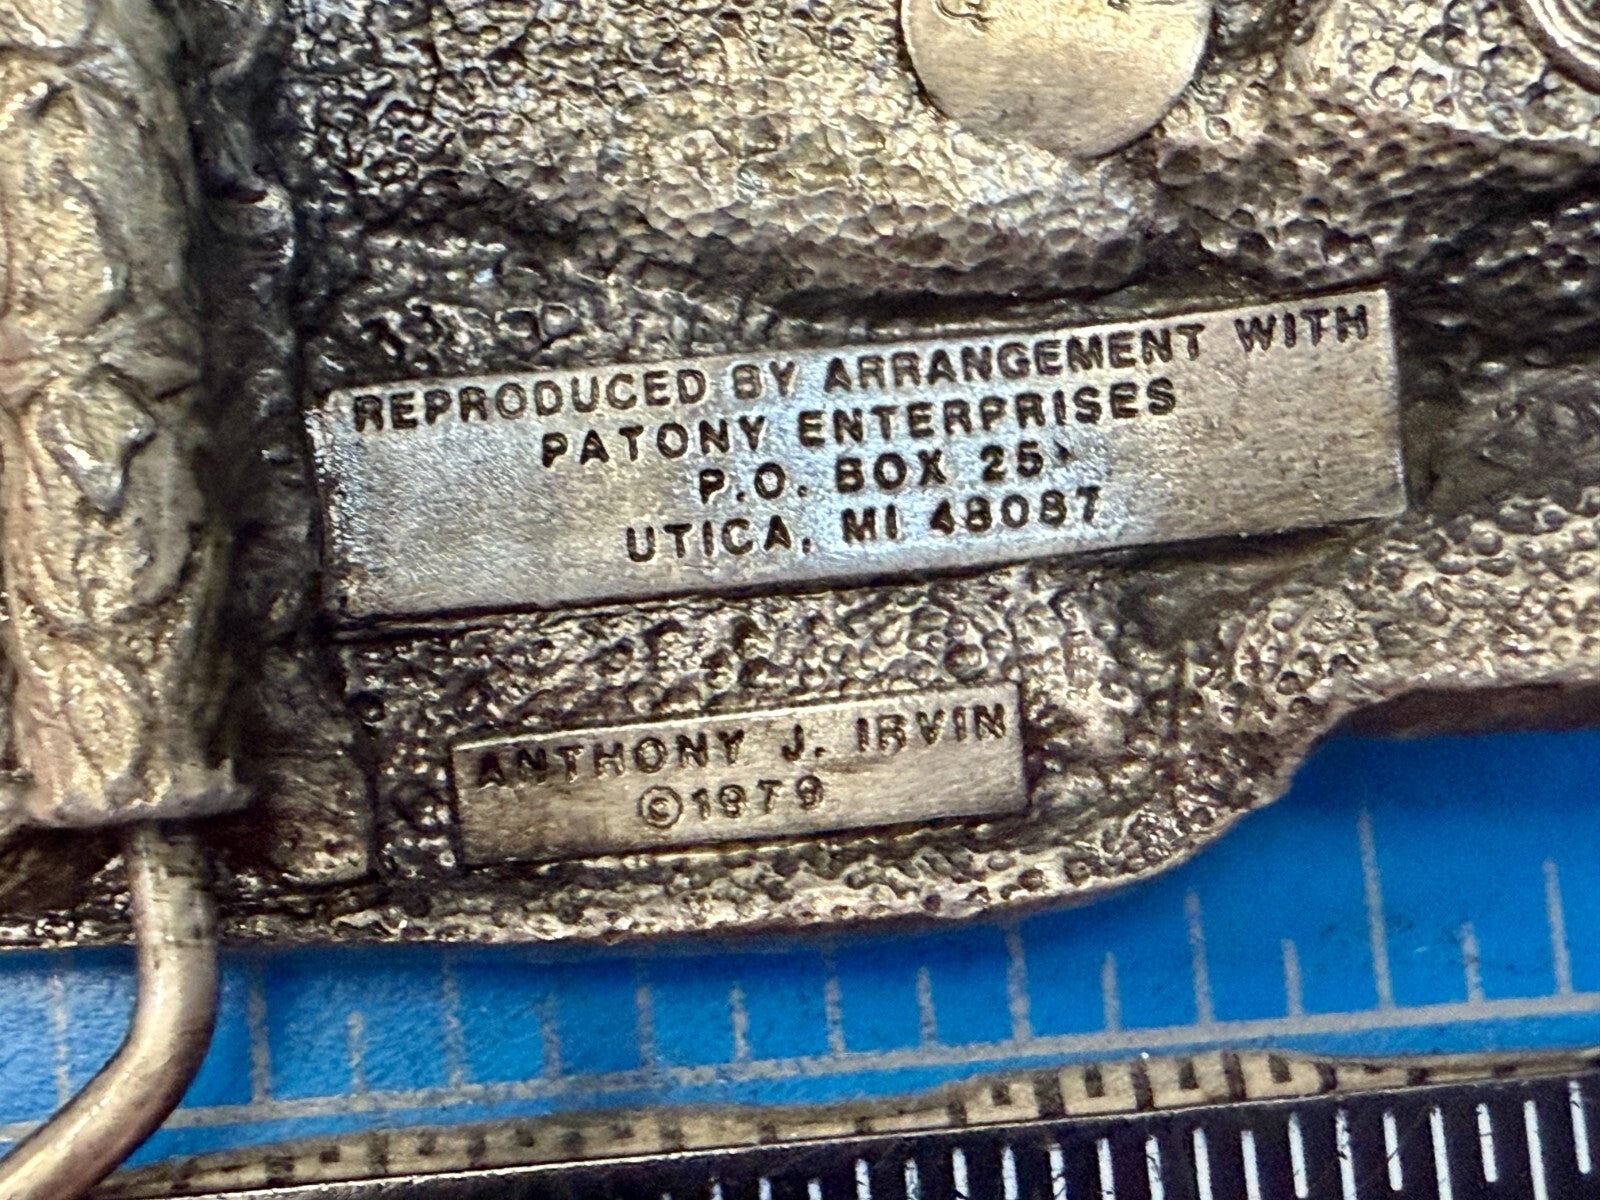 REPRODUCED BY ARRANGEMENT WITH
PATONY ENTERPRISES
P.O. BOX 25
UTICA, MI 48087
ANTHONY J. IRVIN
©1979